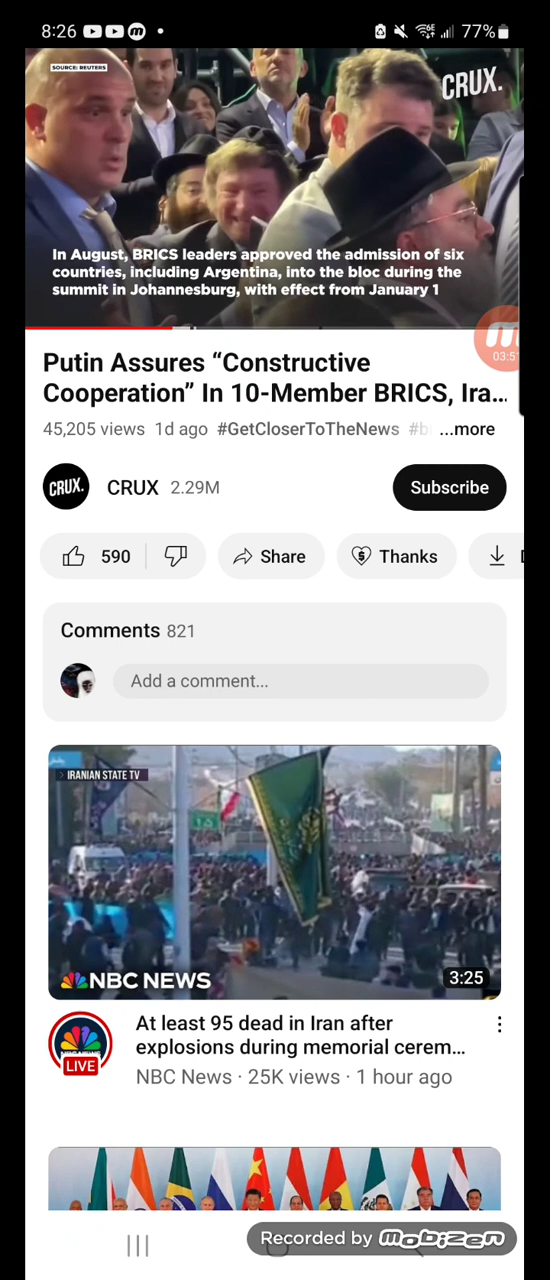 8:26
6E
77%
SOURCE: REUTERS
CRUX.
In August, BRICS leaders approved the admission of six
countries, including Argentina, into the bloc during the
summit in Johannesburg, with effect from January 1
03:5
Putin Assures “Constructive
Cooperation” In 10-Member BRICS, Ira...
45,205 views 1d ago #GetCloserToTheNews #b ...more
CRUX.
CRUX 2.29M
Subscribe
590
Share
Thanks
Comments 821
Add a comment...
IRANIAN STATE TV
NBC NEWS
3:25
LIVE
At least 95 dead in Iran after
explosions during memorial cerem...
NBC News · 25K views · 1 hour ago
Recorded by mobizen